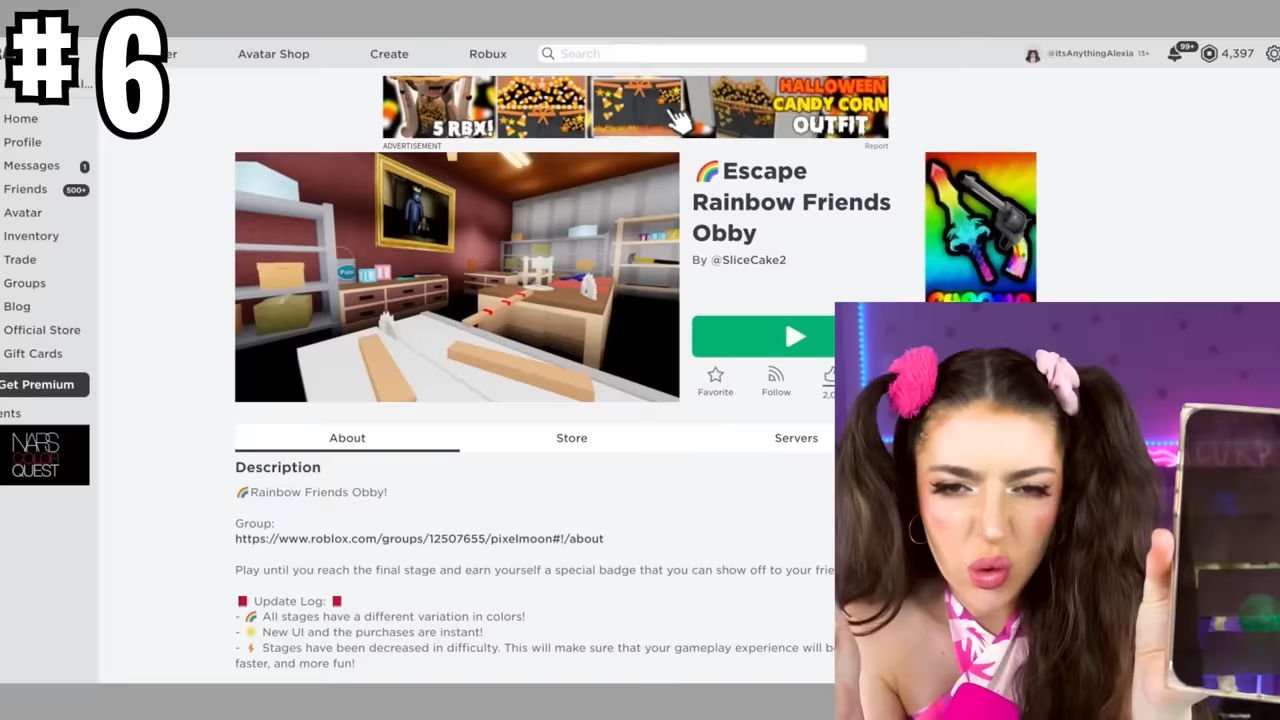 #6
er
Avatar Shop
Create
Robux
Search
@itsAnythingAlexia 13+
99+
4,397
Home
Profile
Messages 1
Friends 500+
Avatar
Inventory
Trade
Groups
Blog
Official Store
Gift Cards
Get Premium
ents
NARS
COLOR
QUEST
5 RBX!
HALLOWEEN
CANDY CORN
OUTFIT
ADVERTISEMENT
Report
🌈Escape
Rainbow Friends
Obby
By @SliceCake2
Favorite
Follow
2,0
About
Store
Servers
Description
🌈Rainbow Friends Obby!
Group:
https://www.roblox.com/groups/12507655/pixelmoon#!/about
Play until you reach the final stage and earn yourself a special badge that you can show off to your frie
🟥 Update Log: 🟥
- 🌈 All stages have a different variation in colors!
- ☀️ New UI and the purchases are instant!
- ⚡ Stages have been decreased in difficulty. This will make sure that your gameplay experience will b
faster, and more fun!